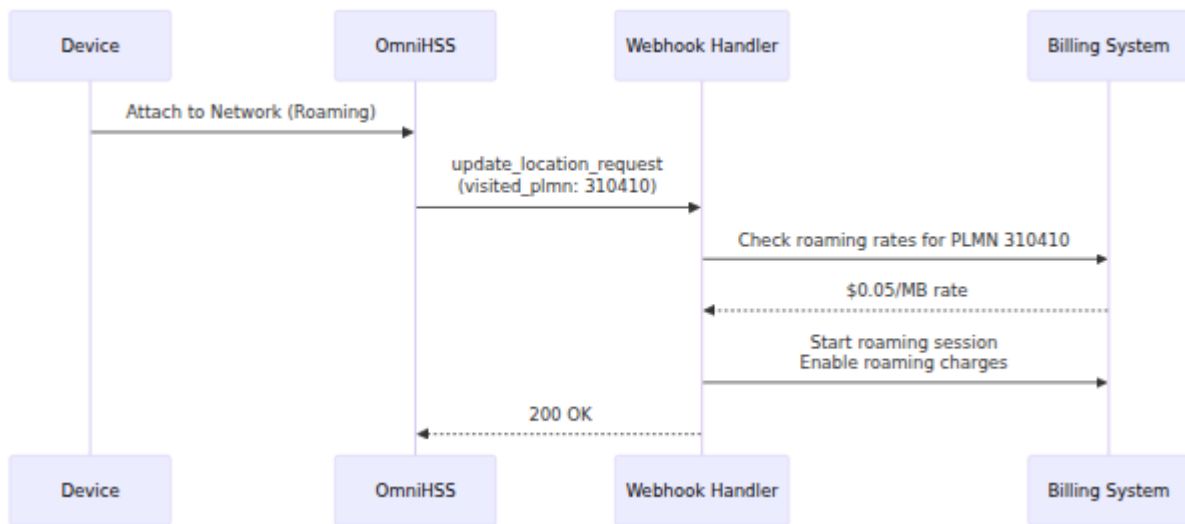 Device
OmniHSS
Webhook Handler
Billing System
Attach to Network (Roaming)
update_location_request
(visited_plmn: 310410)
Check roaming rates for PLMN 310410
$0.05/MB rate
Start roaming session
Enable roaming charges
200 OK
Device
OmniHSS
Webhook Handler
Billing System